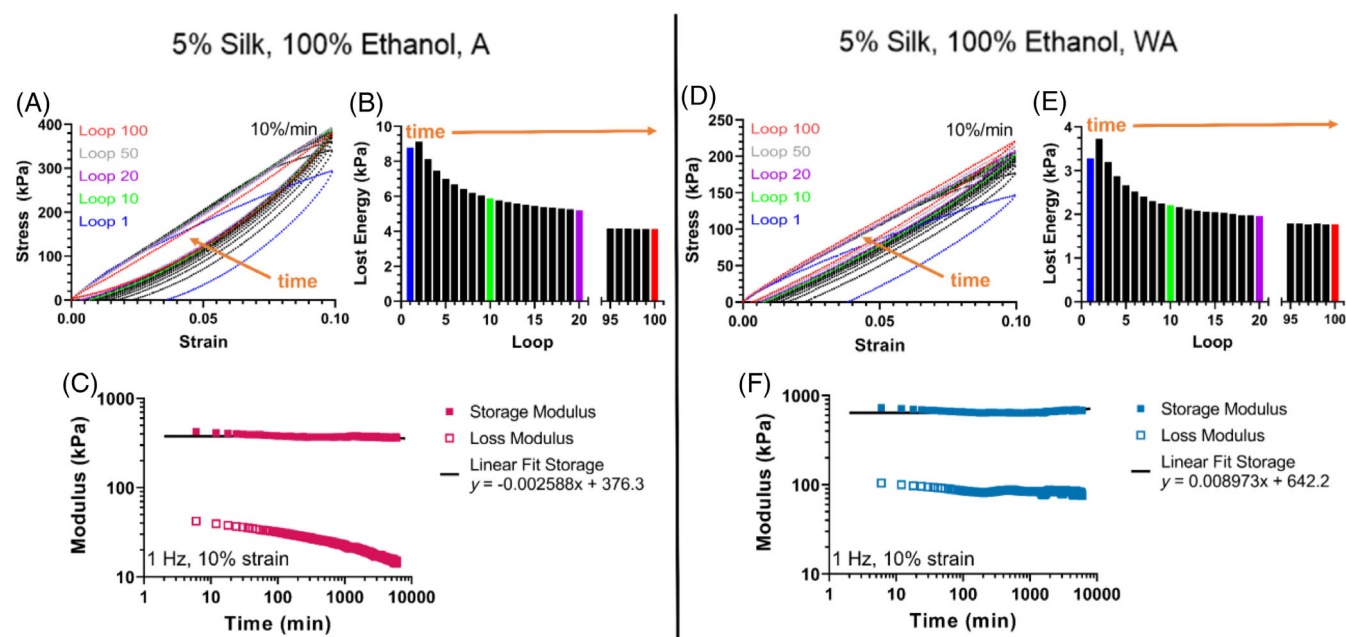 5% Silk, 100% Ethanol, A
(A)
400
300
200
100
0
Stress (kPa)
Loop 100
Loop 50
Loop 20
Loop 10
Loop 1
10%/min
time
0.00
0.05
0.10
Strain
(B)
10
8
6
4
2
0
Lost Energy (kPa)
time
0
5
10
15
20
95
100
Loop
(C)
1000
100
10
Modulus (kPa)
1 Hz, 10% strain
1
10
100
1000
10000
Time (min)
Storage Modulus
Loss Modulus
Linear Fit Storage
y = -0.002588x + 376.3
5% Silk, 100% Ethanol, WA
(D)
250
200
150
100
50
0
Stress (kPa)
Loop 100
Loop 50
Loop 20
Loop 10
Loop 1
10%/min
time
0.00
0.05
0.10
Strain
(E)
4
3
2
1
0
Lost Energy (kPa)
time
0
5
10
15
20
95
100
Loop
(F)
1000
100
10
Modulus (kPa)
1 Hz, 10% strain
1
10
100
1000
10000
Time (min)
Storage Modulus
Loss Modulus
Linear Fit Storage
y = 0.008973x + 642.2